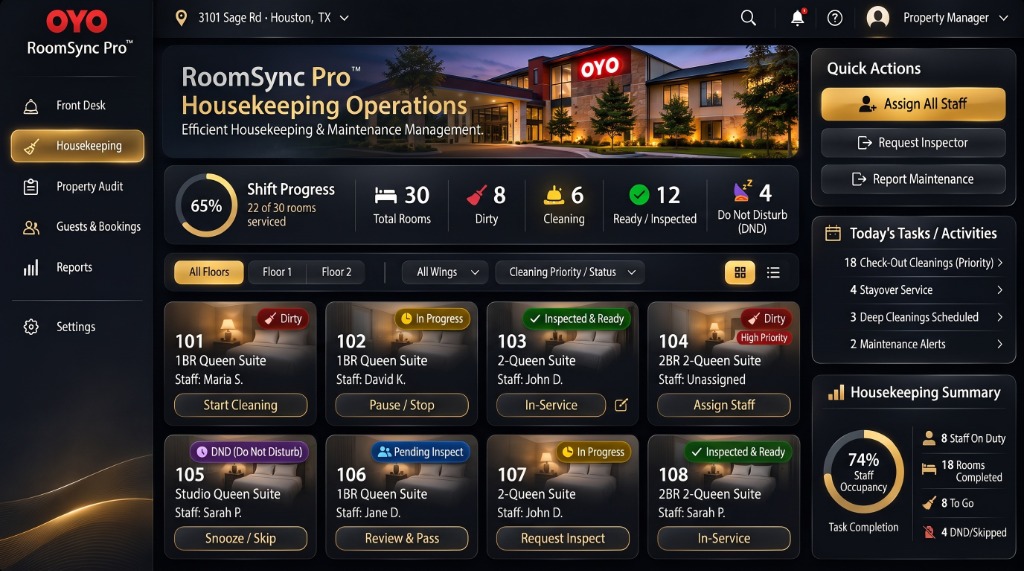 OYO
RoomSync Pro™
Front Desk
Housekeeping
Property Audit
Guests & Bookings
Reports
Settings
3101 Sage Rd · Houston, TX
Property Manager
RoomSync Pro™
Housekeeping Operations
Efficient Housekeeping & Maintenance Management.
OYO
65%
Shift Progress
22 of 30 rooms
serviced
30
Total Rooms
8
Dirty
6
Cleaning
12
Ready / Inspected
4
Do Not Disturb
(DND)
All Floors
Floor 1
Floor 2
All Wings
Cleaning Priority / Status
Dirty
101
1BR Queen Suite
Staff: Maria S.
Start Cleaning
In Progress
102
1BR Queen Suite
Staff: David K.
Pause / Stop
Inspected & Ready
103
2-Queen Suite
Staff: John D.
In-Service
Dirty
High Priority
104
2BR 2-Queen Suite
Staff: Unassigned
Assign Staff
DND (Do Not Disturb)
105
Studio Queen Suite
Staff: Sarah P.
Snooze / Skip
Pending Inspect
106
1BR Queen Suite
Staff: Jane D.
Review & Pass
In Progress
107
2-Queen Suite
Staff: John D.
Request Inspect
Inspected & Ready
108
2BR 2-Queen Suite
Staff: Sarah P.
In-Service
Quick Actions
Assign All Staff
Request Inspector
Report Maintenance
Today's Tasks / Activities
18 Check-Out Cleanings (Priority)
4 Stayover Service
3 Deep Cleanings Scheduled
2 Maintenance Alerts
Housekeeping Summary
74%
Staff
Occupancy
Task Completion
8 Staff On Duty
18 Rooms
Completed
8 To Go
4 DND/Skipped